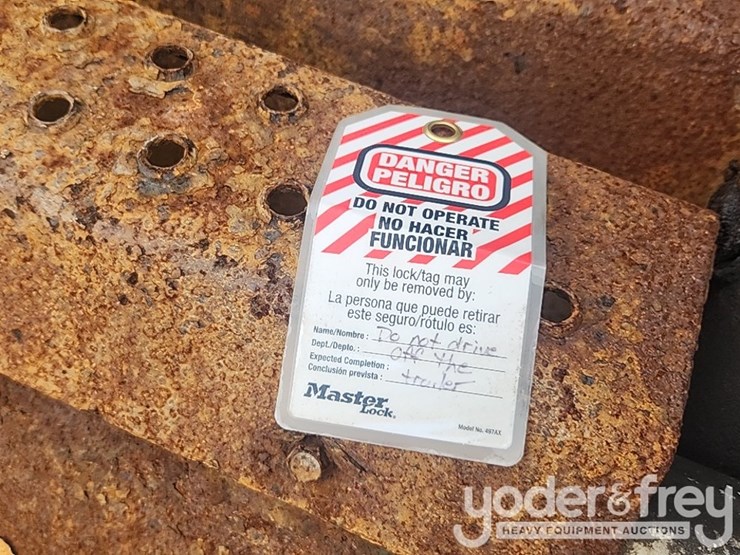 DANGER
PELIGRO
DO NOT OPERATE
NO HACER
FUNCIONAR
This lock/tag may
only be removed by:
La persona que puede retirar
este seguro/rótulo es:
Name/Nombre: Do not drive
Dept./Depto.: off the
Expected Completion:
Conclusión prevista: trailer
Master
Lock.
Model No. 497AX
yoder&frey
HEAVY EQUIPMENT AUCTIONS